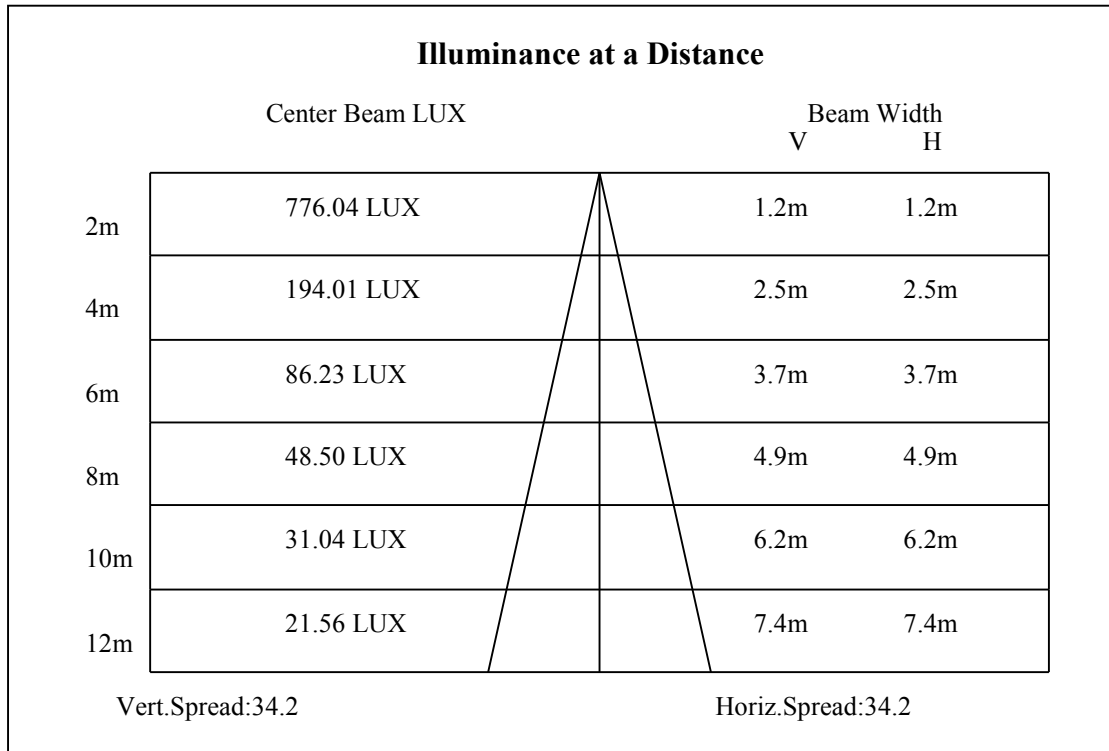 Illuminance at a Distance
Center Beam LUX Beam Width
V H
2m 776.04 LUX 1.2m 1.2m
4m 194.01 LUX 2.5m 2.5m
6m 86.23 LUX 3.7m 3.7m
8m 48.50 LUX 4.9m 4.9m
10m 31.04 LUX 6.2m 6.2m
12m 21.56 LUX 7.4m 7.4m
Vert.Spread:34.2 Horiz.Spread:34.2